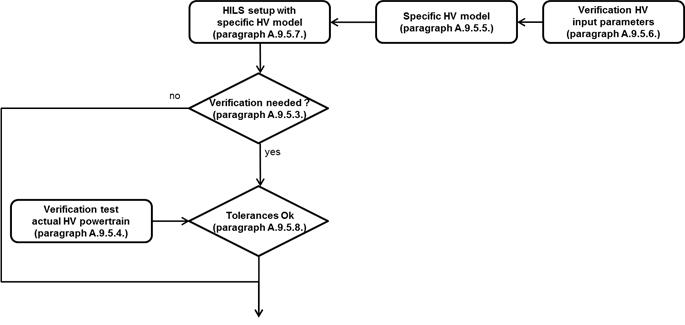 HILS setup with
specific HV model
(paragraph A.9.5.7.)
Specific HV model
(paragraph A.9.5.5.)
Verification HV
input parameters
(paragraph A.9.5.6.)
no
Verification needed ?
(paragraph A.9.5.3.)
yes
Verification test
actual HV powertrain
(paragraph A.9.5.4.)
Tolerances Ok
(paragraph A.9.5.8.)